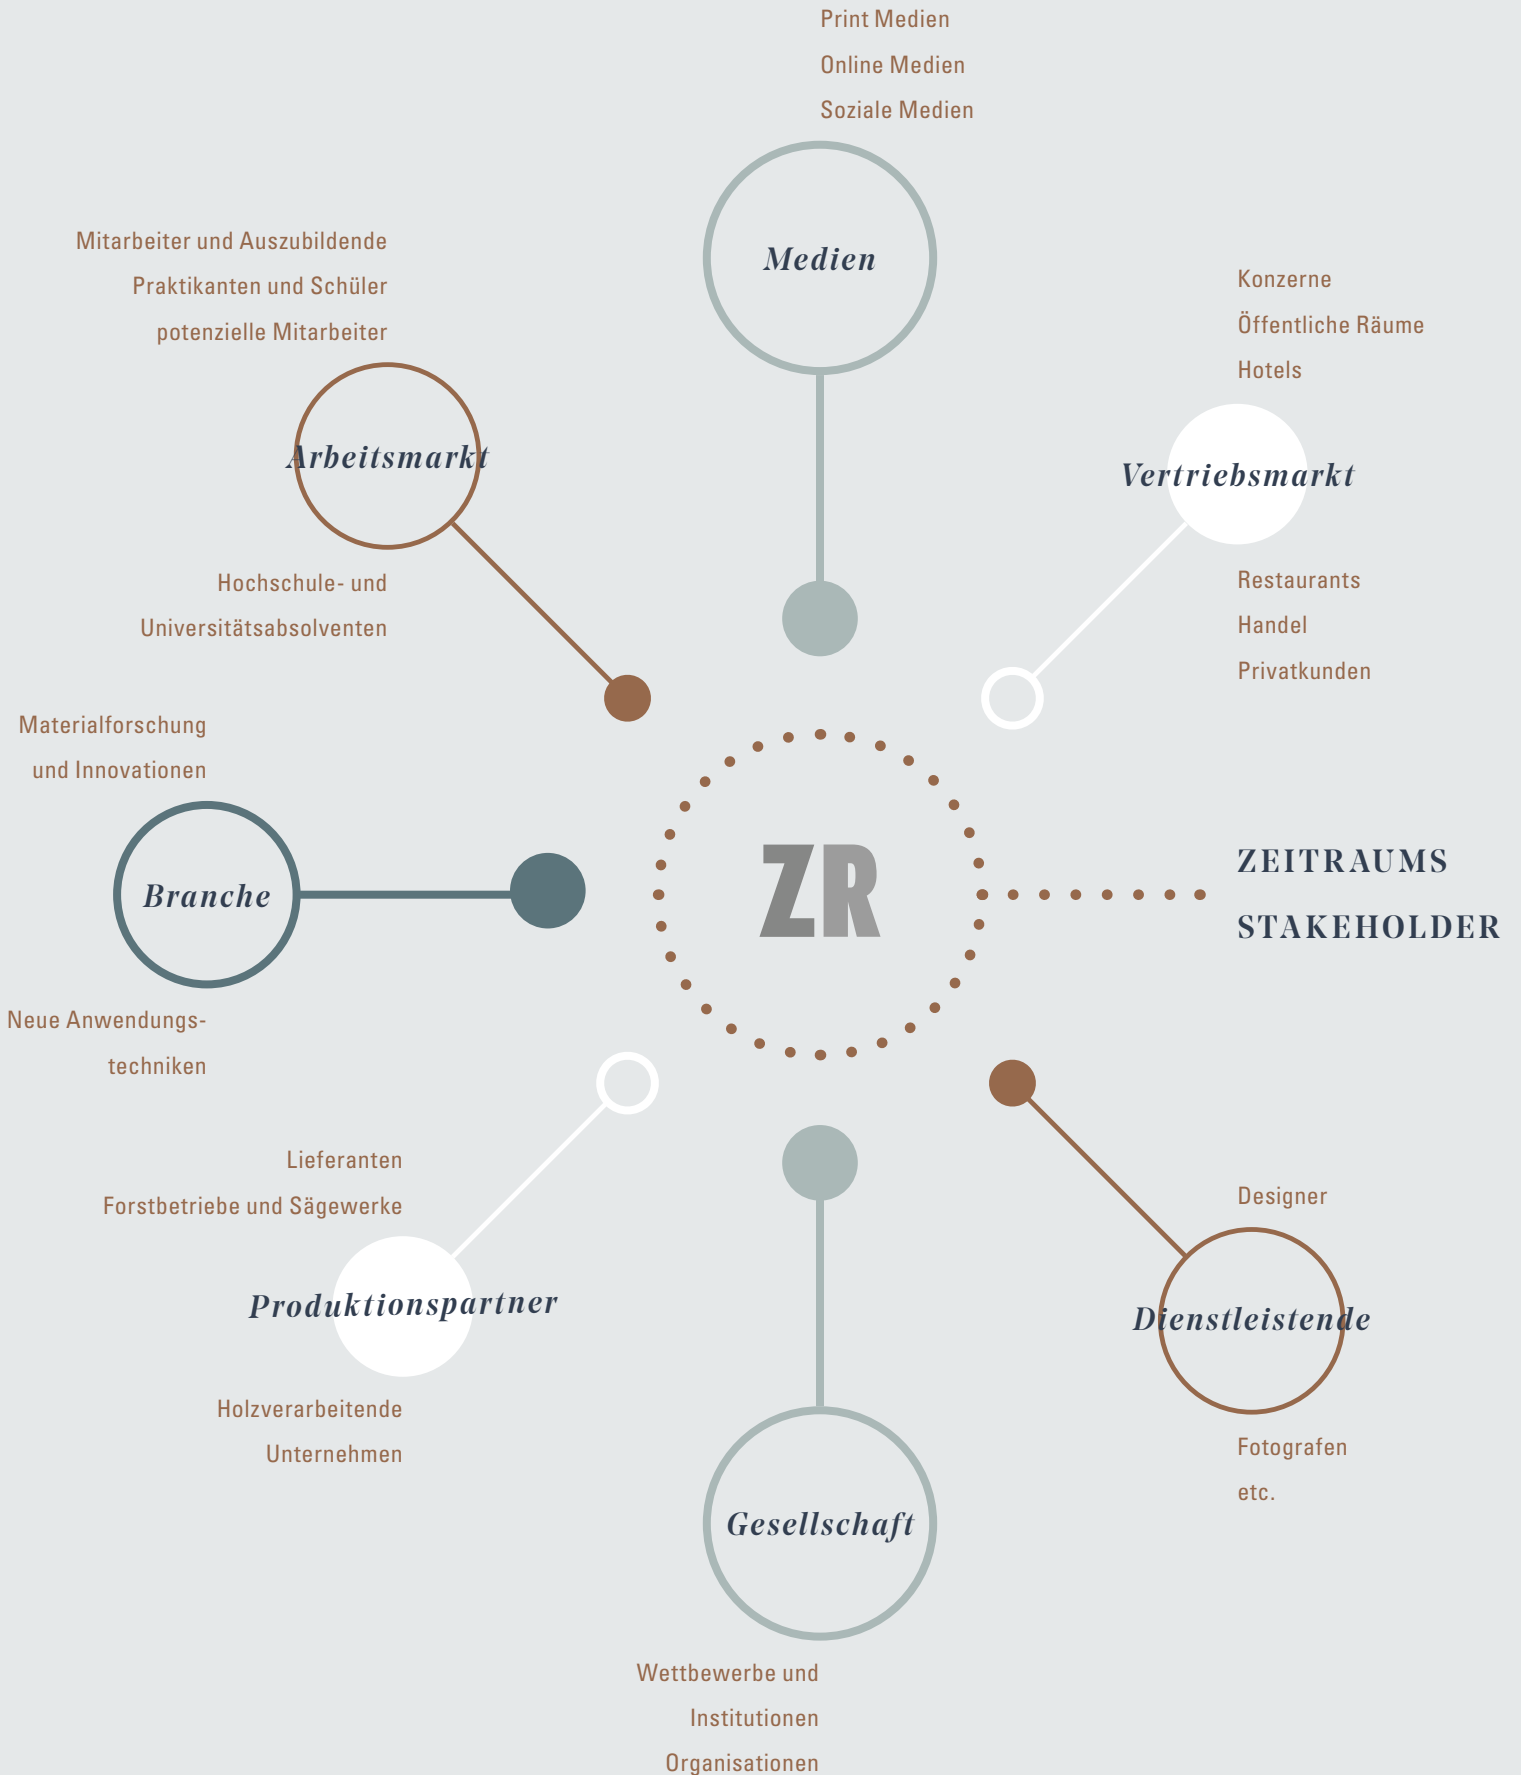 Print Medien
Online Medien
Soziale Medien
Medien
Mitarbeiter und Auszubildende
Praktikanten und Schüler
potenzielle Mitarbeiter
Arbeitsmarkt
Hochschule- und
Universitätsabsolventen
Konzerne
Öffentliche Räume
Hotels
Vertriebsmarkt
Restaurants
Handel
Privatkunden
Materialforschung
und Innovationen
Branche
Neue Anwendungs-
techniken
ZR
ZEITRAUMS
STAKEHOLDER
Lieferanten
Forstbetriebe und Sägewerke
Produktionspartner
Holzverarbeitende
Unternehmen
Designer
Dienstleistende
Fotografen
etc.
Gesellschaft
Wettbewerbe und
Institutionen
Organisationen